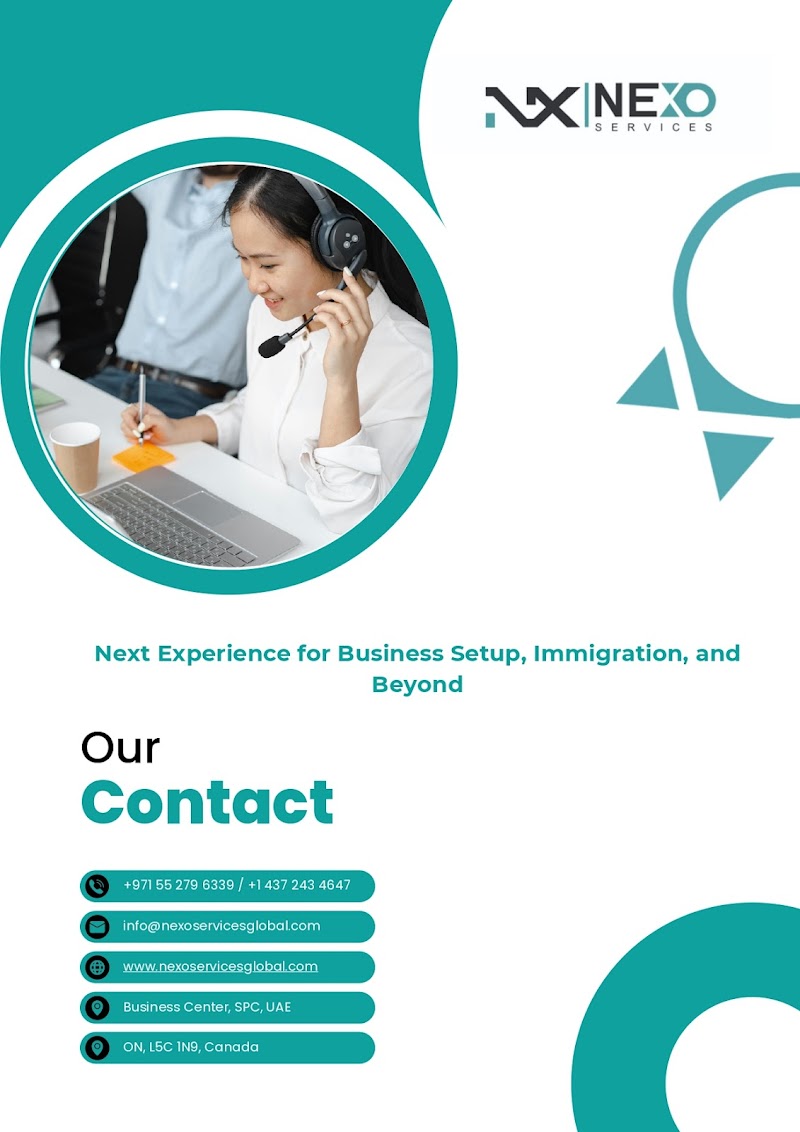 NX NEXO
SERVICES
Next Experience for Business Setup, Immigration, and
Beyond
Our
Contact
+971 55 279 6339 / +1 437 243 4647
info@nexoservicesglobal.com
www.nexoservicesglobal.com
Business Center, SPC, UAE
ON, L5C 1N9, Canada